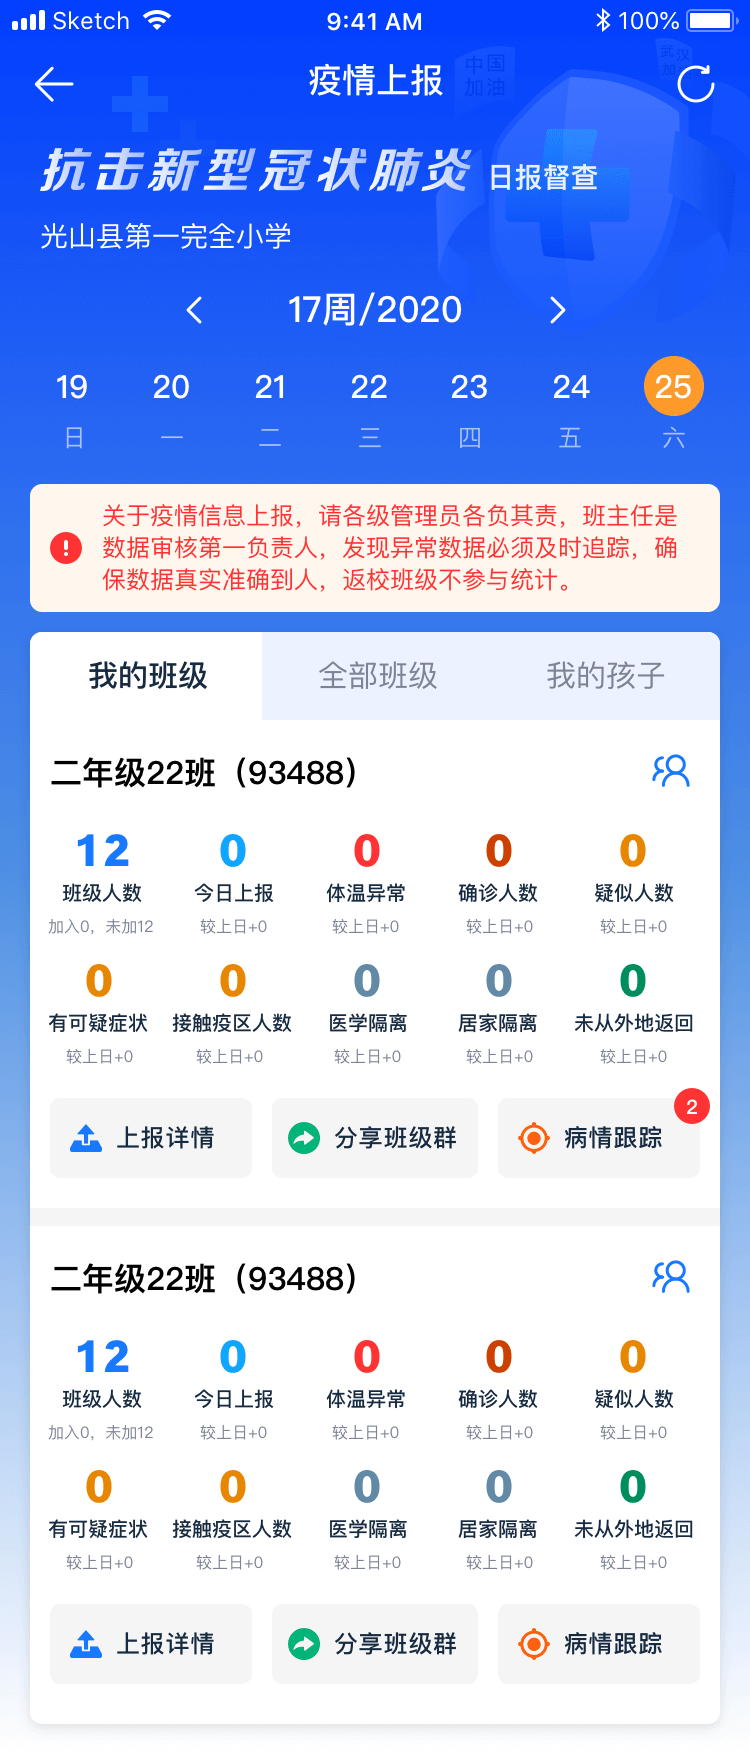 Sketch 9:41 AM 100%
疫情上报
中国
加油
武汉
加
抗击新型冠状肺炎 日报督查
光山县第一完全小学
17周/2020
19 20 21 22 23 24 25
日 一 二 三 四 五 六
关于疫情信息上报，请各级管理员各负其责，班主任是
数据审核第一负责人，发现异常数据必须及时追踪，确
保数据真实准确到人，返校班级不参与统计。
我的班级 全部班级 我的孩子
二年级22班（93488）
12 0 0 0 0
班级人数 今日上报 体温异常 确诊人数 疑似人数
加入0，未加12 较上日+0 较上日+0 较上日+0 较上日+0
0 0 0 0 0
有可疑症状 接触疫区人数 医学隔离 居家隔离 未从外地返回
较上日+0 较上日+0 较上日+0 较上日+0 较上日+0
2
上报详情 分享班级群 病情跟踪
二年级22班（93488）
12 0 0 0 0
班级人数 今日上报 体温异常 确诊人数 疑似人数
加入0，未加12 较上日+0 较上日+0 较上日+0 较上日+0
0 0 0 0 0
有可疑症状 接触疫区人数 医学隔离 居家隔离 未从外地返回
较上日+0 较上日+0 较上日+0 较上日+0 较上日+0
上报详情 分享班级群 病情跟踪